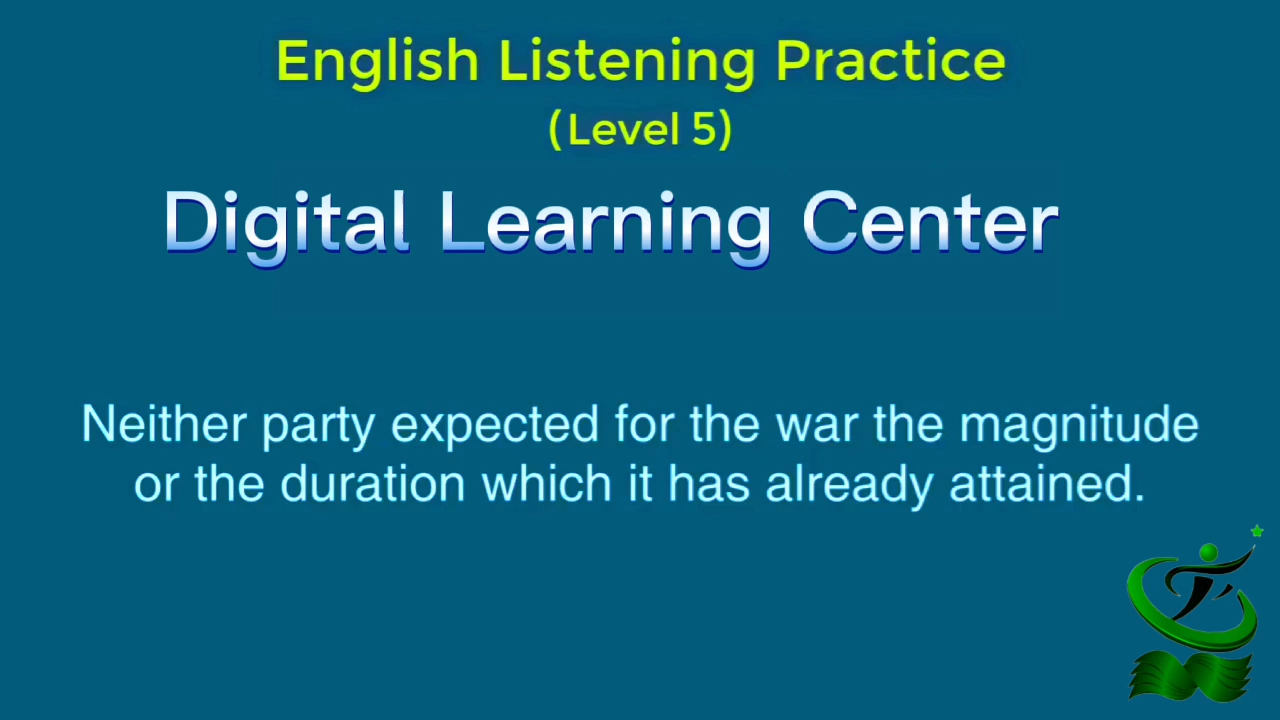 English Listening Practice
(Level 5)
Digital Learning Center
Neither party expected for the war the magnitude
or the duration which it has already attained.